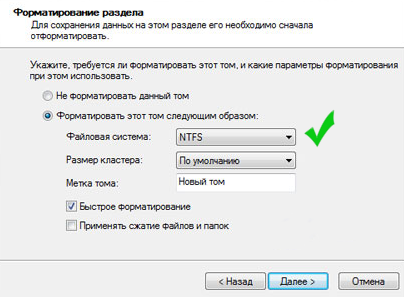 Форматирование раздела
Для сохранения данных на этом разделе его необходимо сначала
отформатировать.
Укажите, требуется ли форматировать этот том, и какие параметры форматирования
при этом использовать.
Не форматировать данный том
Форматировать этот том следующим образом:
Файловая система: NTFS
Размер кластера: По умолчанию
Метка тома: Новый том
Быстрое форматирование
Применять сжатие файлов и папок
< Назад Далее > Отмена